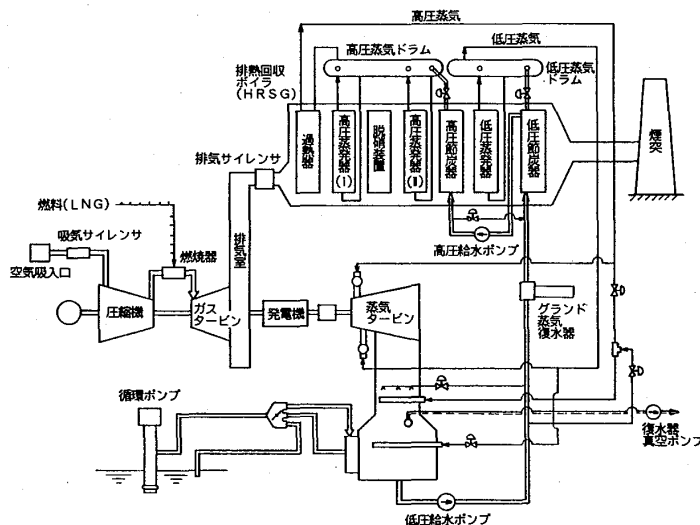 高圧蒸気
低圧蒸気
高圧蒸気ドラム
低圧蒸気
ドラム
排熱回収
ボイラ
(HRSG)
過熱器
高圧蒸発器(Ⅰ)
脱硝装置
高圧蒸発器(Ⅱ)
高圧節炭器
低圧蒸発器
低圧節炭器
煙突
排気サイレンサ
燃料(LNG)
吸気サイレンサ
空気吸入口
燃焼器
排気室
高圧給水ポンプ
圧縮機
ガス
タービン
発電機
蒸気
タービン
グランド
蒸気
復水器
循環ポンプ
復水器
真空ポンプ
低圧給水ポンプ